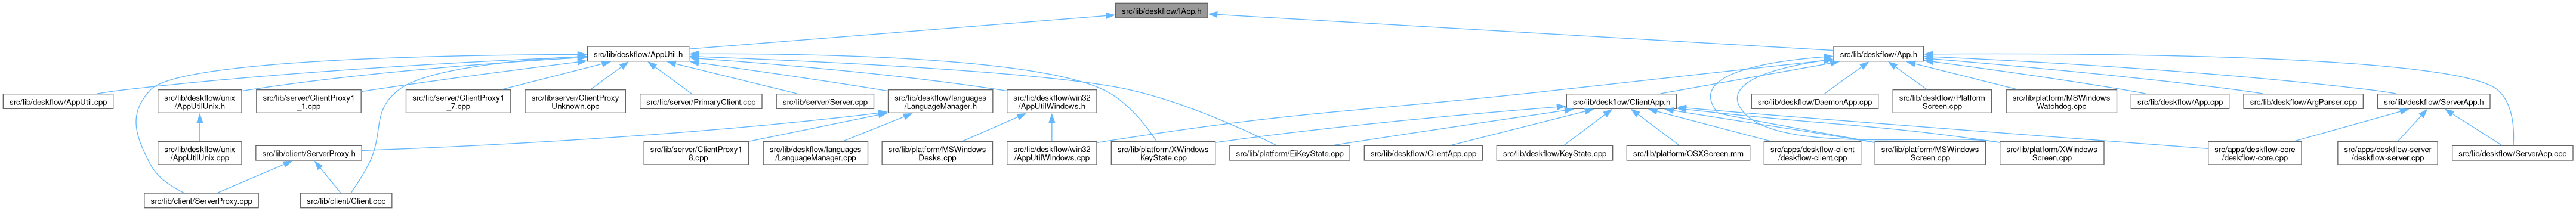 src/lib/deskflow/IApp.h
src/lib/deskflow/AppUtil.h
src/lib/deskflow/App.h
src/lib/deskflow/AppUtil.cpp
src/lib/deskflow/unix
/AppUtilUnix.h
src/lib/server/ClientProxy1
_1.cpp
src/lib/server/ClientProxy1
_7.cpp
src/lib/server/ClientProxy
Unknown.cpp
src/lib/server/PrimaryClient.cpp
src/lib/server/Server.cpp
src/lib/deskflow/languages
/LanguageManager.h
src/lib/deskflow/win32
/AppUtilWindows.h
src/lib/deskflow/ClientApp.h
src/lib/deskflow/DaemonApp.cpp
src/lib/deskflow/Platform
Screen.cpp
src/lib/platform/MSWindows
Watchdog.cpp
src/lib/deskflow/App.cpp
src/lib/deskflow/ArgParser.cpp
src/lib/deskflow/ServerApp.h
src/lib/deskflow/unix
/AppUtilUnix.cpp
src/lib/client/ServerProxy.h
src/lib/server/ClientProxy1
_8.cpp
src/lib/deskflow/languages
/LanguageManager.cpp
src/lib/platform/MSWindows
Desks.cpp
src/lib/deskflow/win32
/AppUtilWindows.cpp
src/lib/platform/XWindows
KeyState.cpp
src/lib/platform/EiKeyState.cpp
src/lib/deskflow/ClientApp.cpp
src/lib/deskflow/KeyState.cpp
src/lib/platform/OSXScreen.mm
src/apps/deskflow-client
/deskflow-client.cpp
src/lib/platform/MSWindows
Screen.cpp
src/lib/platform/XWindows
Screen.cpp
src/apps/deskflow-core
/deskflow-core.cpp
src/apps/deskflow-server
/deskflow-server.cpp
src/lib/deskflow/ServerApp.cpp
src/lib/client/ServerProxy.cpp
src/lib/client/Client.cpp